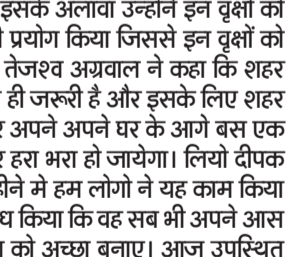 इसके अलावा उन्होंने इन वृक्षों को
प्रयोग किया जिससे इन वृक्षों को
तेजश्व अग्रवाल ने कहा कि शहर
ही जरूरी है और इसके लिए शहर
अपने अपने घर के आगे बस एक
हरा भरा हो जायेगा। लियो दीपक
मे हम लोगो ने यह काम किया
किया कि वह सब भी अपने आस
को अच्छा बनाए। आज उपस्थित